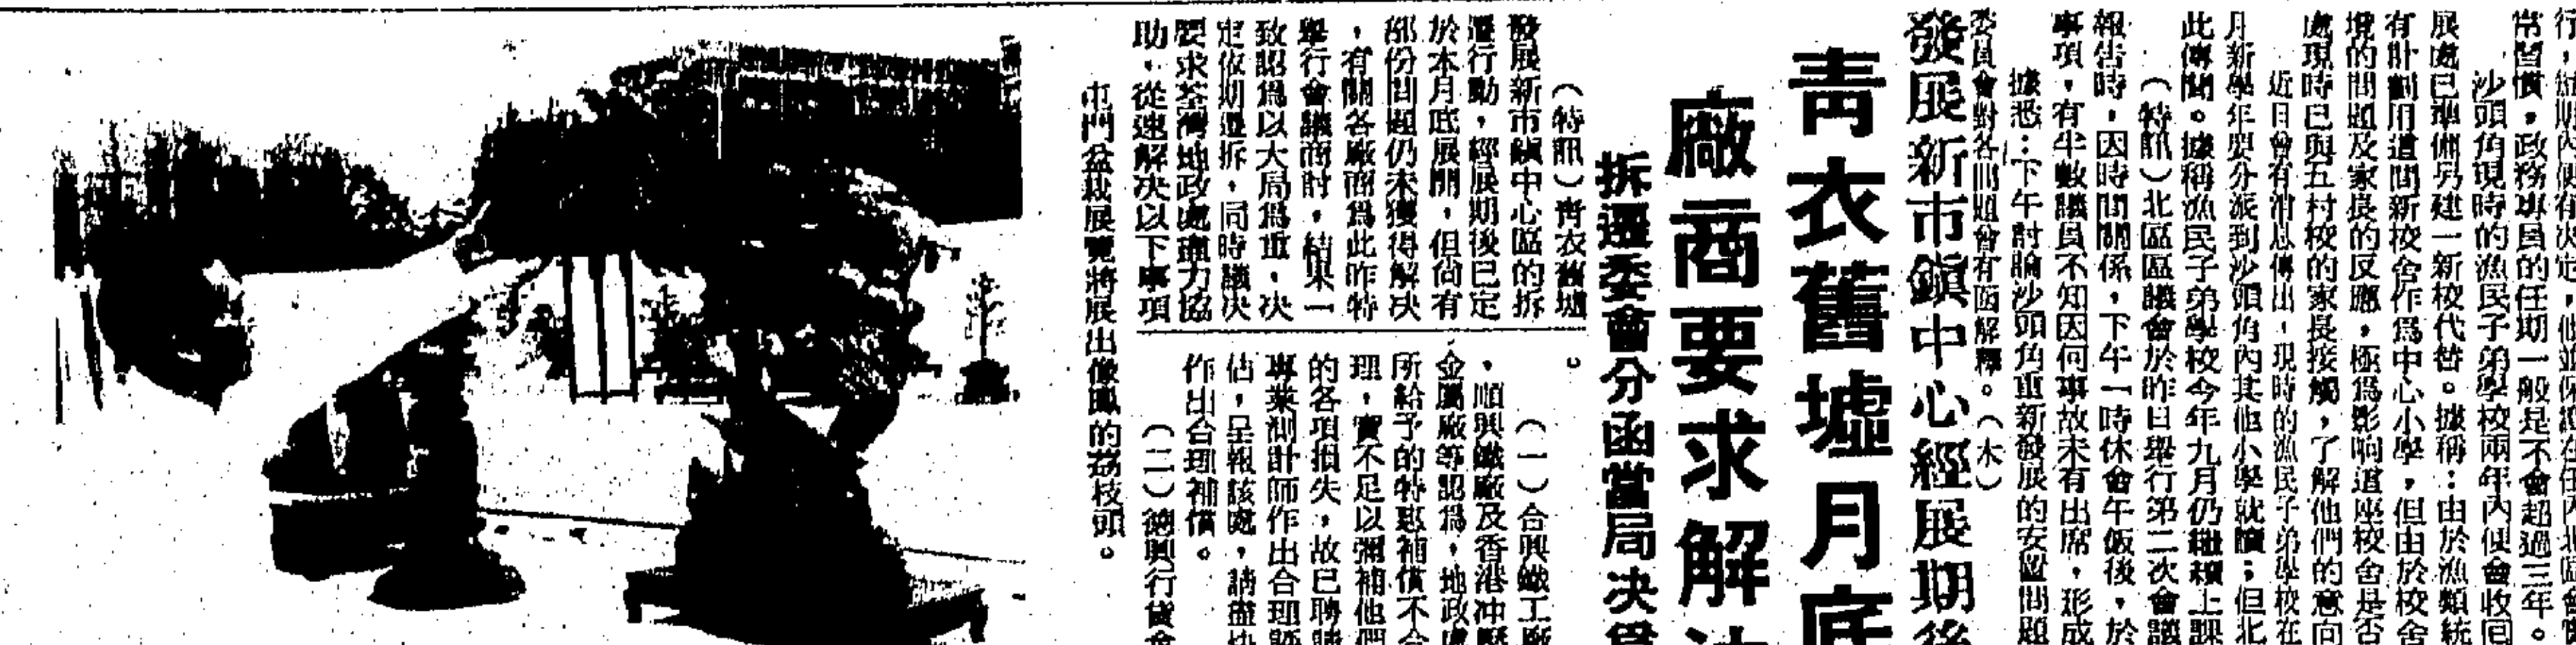 常習慣，政務專員的任期一般是不會超過三年。
沙頭角現時的漁民子弟學校兩年內便會收回
展處已準備另建一新校代替。據稱：由於漁類統
有計劃用這間新校舍作爲中心小學，但由於校舍
境的問題及家長的反應，極爲影响這座校舍是否
處現時已與五村校的家長接觸，了解他們的意向
近日曾有消息傳出，現時的漁民子弟學校在
月新學年要分派到沙頭角內其他小學就讀；但北
此傳聞。據稱漁民子弟學校今年九月仍繼續上課
（特訊）北區區議會於昨日舉行第二次會議
報告時，因時間關係，下午一時休會午飯後，於
事項，有半數議員不知因何事故未有出席，形成
據悉：下午討論沙頭角重新發展的安置問題
委員會對各問題會有函解釋。（木）
發展新市鎭中心經展期後
靑衣舊墟月底
廠商要求解決
拆遷委會分函當局決
（特訊）靑衣舊墟
發展新市鎭中心區的拆
遷行動，經展期後已定
於本月底展開，但尚有
部份問題仍未獲得解决
，有關各廠商爲此昨特
舉行會議商討，結果一
致認爲以大局爲重，决
定依期遷拆，同時議决
要求荃灣地政處盡力協
助，從速解决以下事項
。
（一）合興鐵工廠
，順興鐵廠及香港冲壓
金屬廠等認爲，地政處
所給予的特惠補償不合
理，實不足以彌補他們
的各項損失，故已聘請
專業測計師作出合理評
估，呈報該處，請盡快
作出合理補償。
（二）德興行貨倉
屯門盆栽展覽將展出像鳳的荔枝頭。